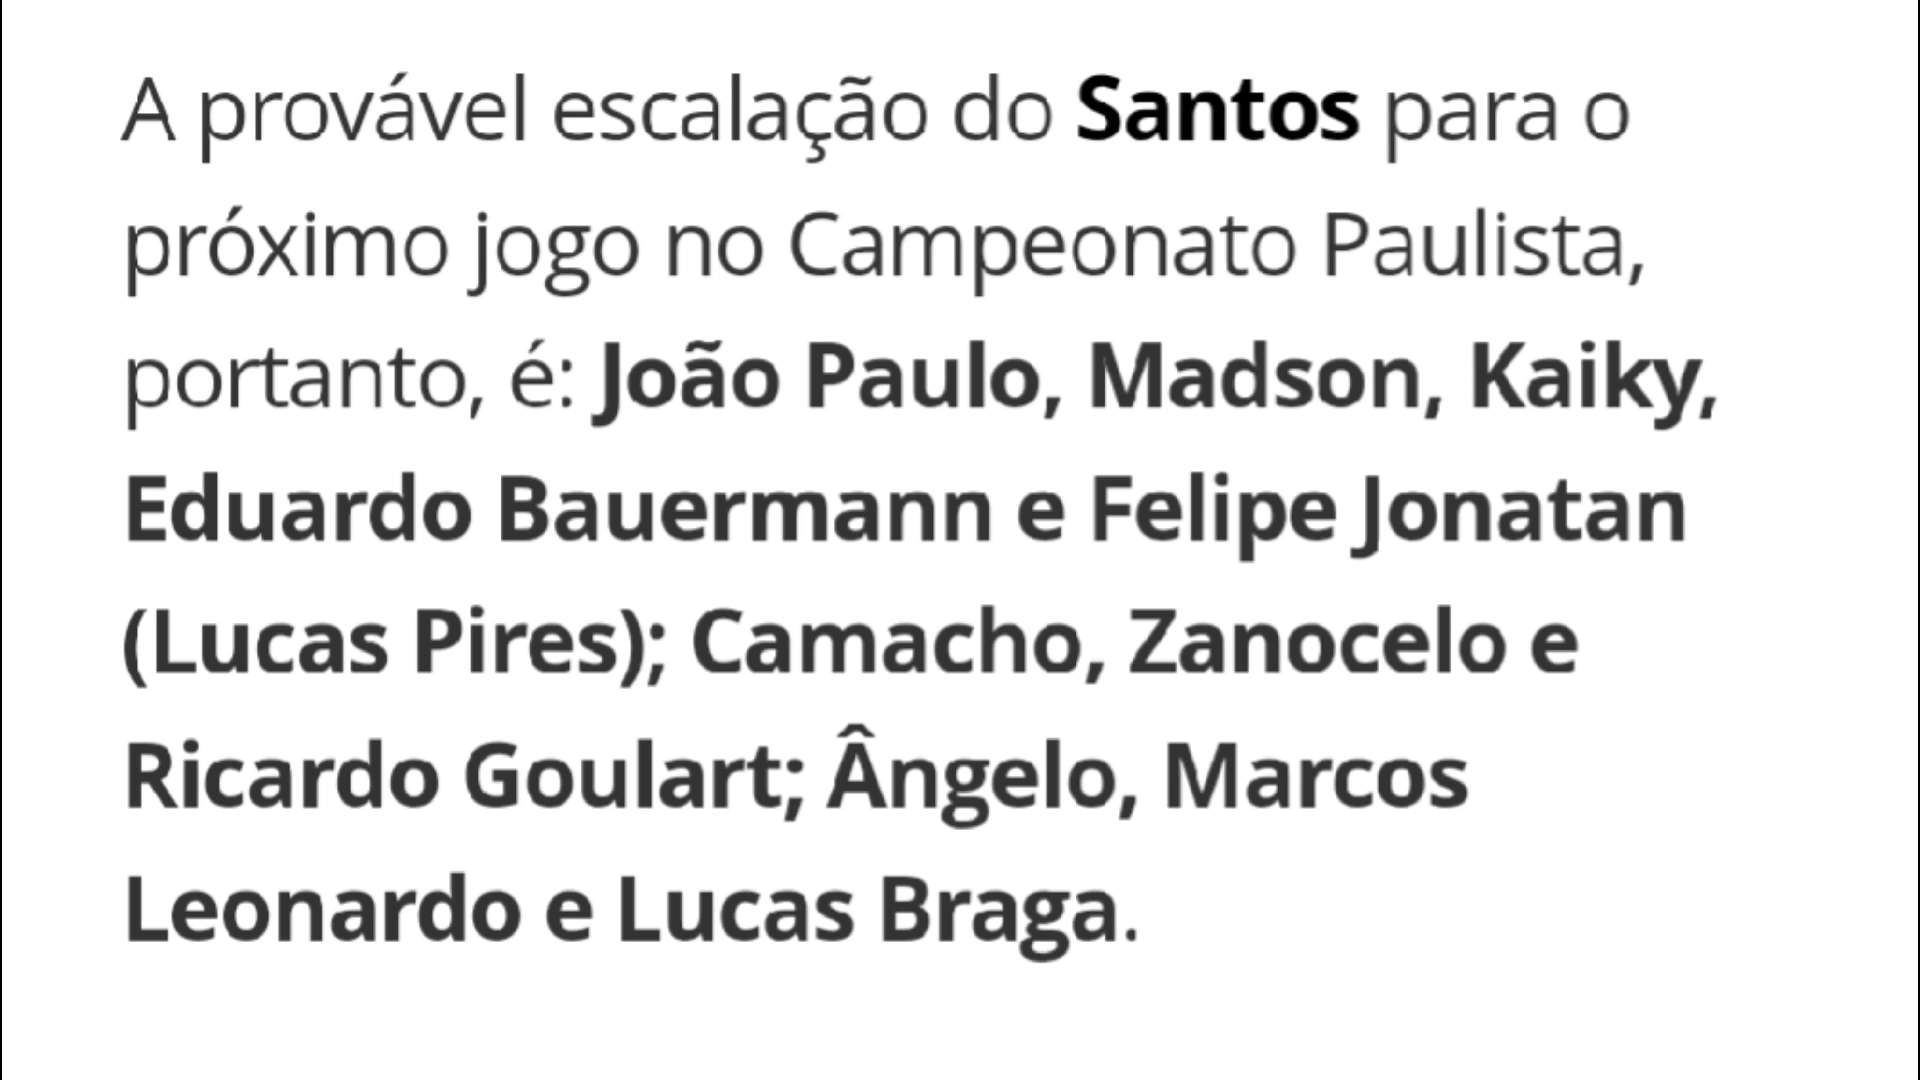 A provável escalação do Santos para o
próximo jogo no Campeonato Paulista,
portanto, é: João Paulo, Madson, Kaiky,
Eduardo Bauermann e Felipe Jonatan
(Lucas Pires); Camacho, Zanocelo e
Ricardo Goulart; Ângelo, Marcos
Leonardo e Lucas Braga.